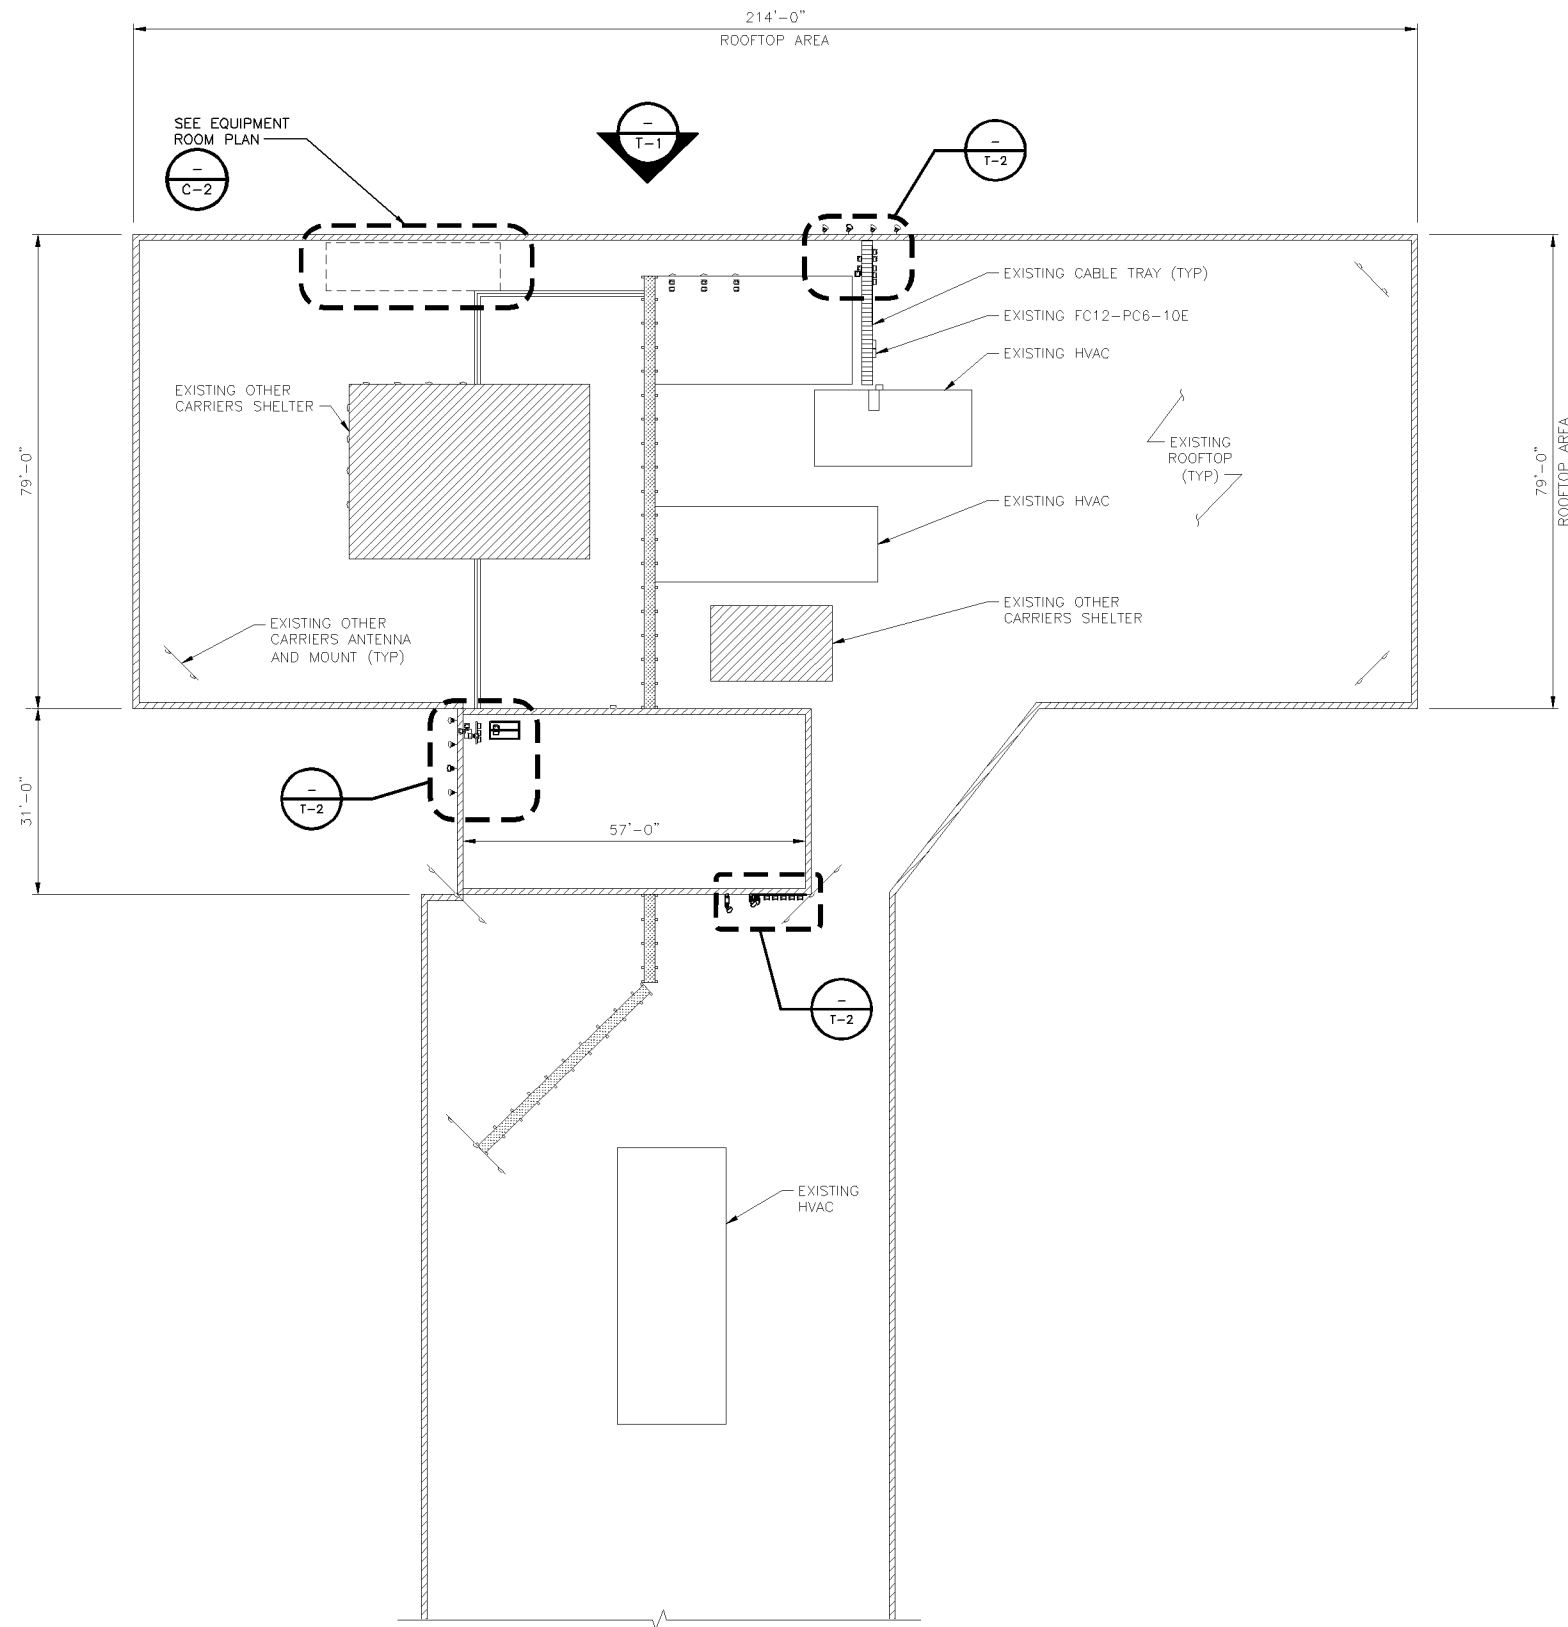 214'-0"
ROOFTOP AREA
SEE EQUIPMENT
ROOM PLAN
-
C-2
-
T-1
-
T-2
EXISTING CABLE TRAY (TYP)
EXISTING FC12-PC6-10E
EXISTING HVAC
EXISTING OTHER
CARRIERS SHELTER
79'-0"
EXISTING
ROOFTOP
(TYP)
79'-0"
ROOFTOP AREA
EXISTING HVAC
EXISTING OTHER
CARRIERS SHELTER
EXISTING OTHER
CARRIERS ANTENNA
AND MOUNT (TYP)
31'-0"
-
T-2
57'-0"
-
T-2
EXISTING
HVAC